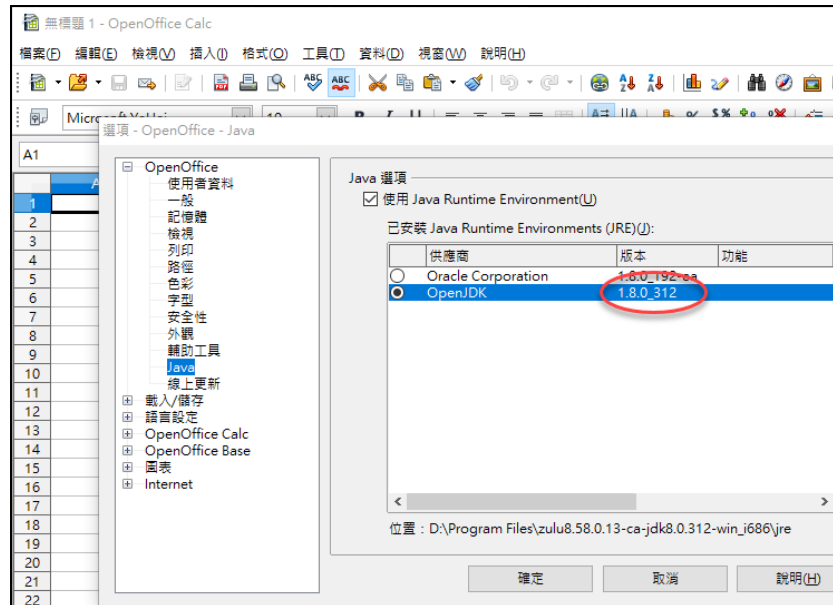 無標題 1 - OpenOffice Calc
檔案(F) 編輯(E) 檢視(V) 插入(I) 格式(O) 工具(T) 資料(D) 視窗(W) 說明(H)
選項 - OpenOffice - Java
A1
1
2
3
4
5
6
7
8
9
10
11
12
13
14
15
16
17
18
19
20
21
22
OpenOffice
使用者資料
一般
記憶體
檢視
列印
路徑
色彩
字型
安全性
外觀
輔助工具
Java
線上更新
載入/儲存
語言設定
OpenOffice Calc
OpenOffice Base
圖表
Internet
Java 選項
使用 Java Runtime Environment(U)
已安裝 Java Runtime Environments (JRE)(J):
供應商 版本 功能
Oracle Corporation 1.8.0_192-ea
OpenJDK 1.8.0_312
位置：D:\Program Files\zulu8.58.0.13-ca-jdk8.0.312-win_i686\jre
確定 取消 說明(H)